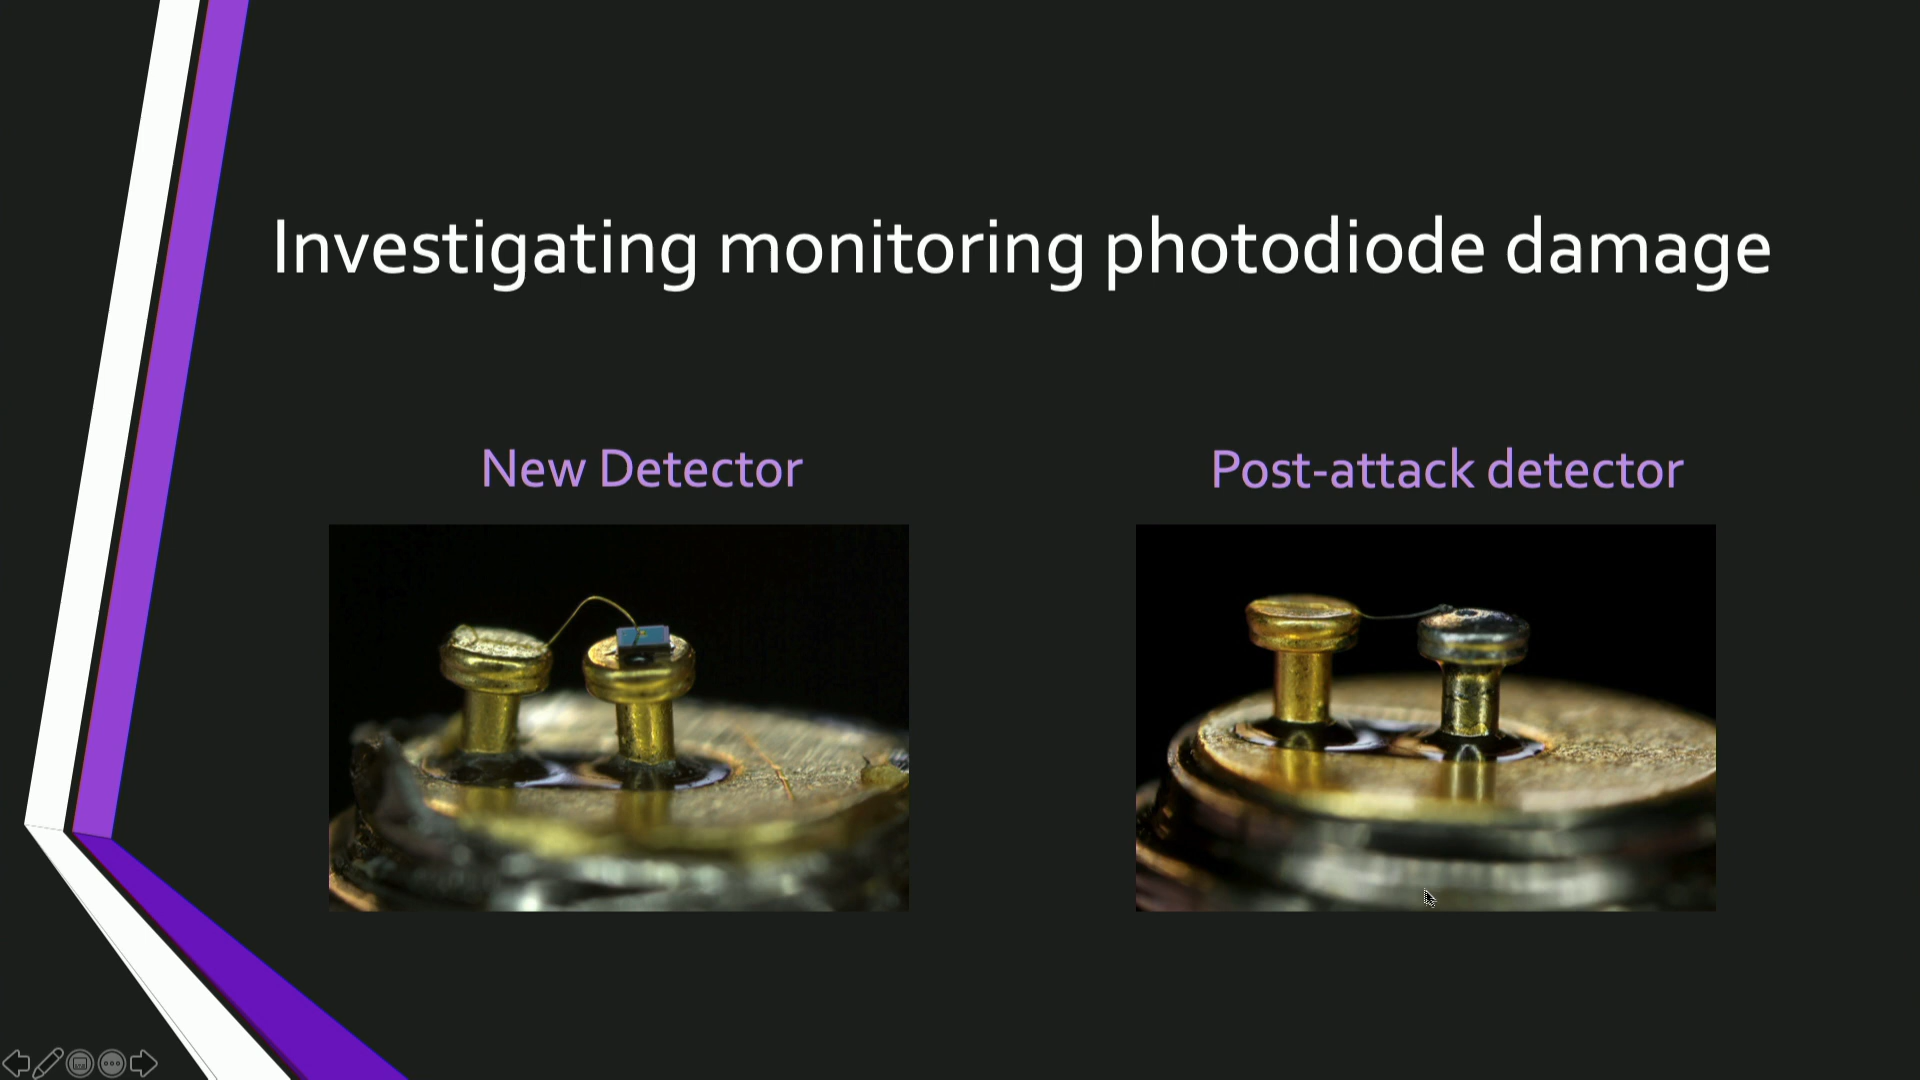 Investigating monitoring photodiode damage
New Detector
Post-attack detector